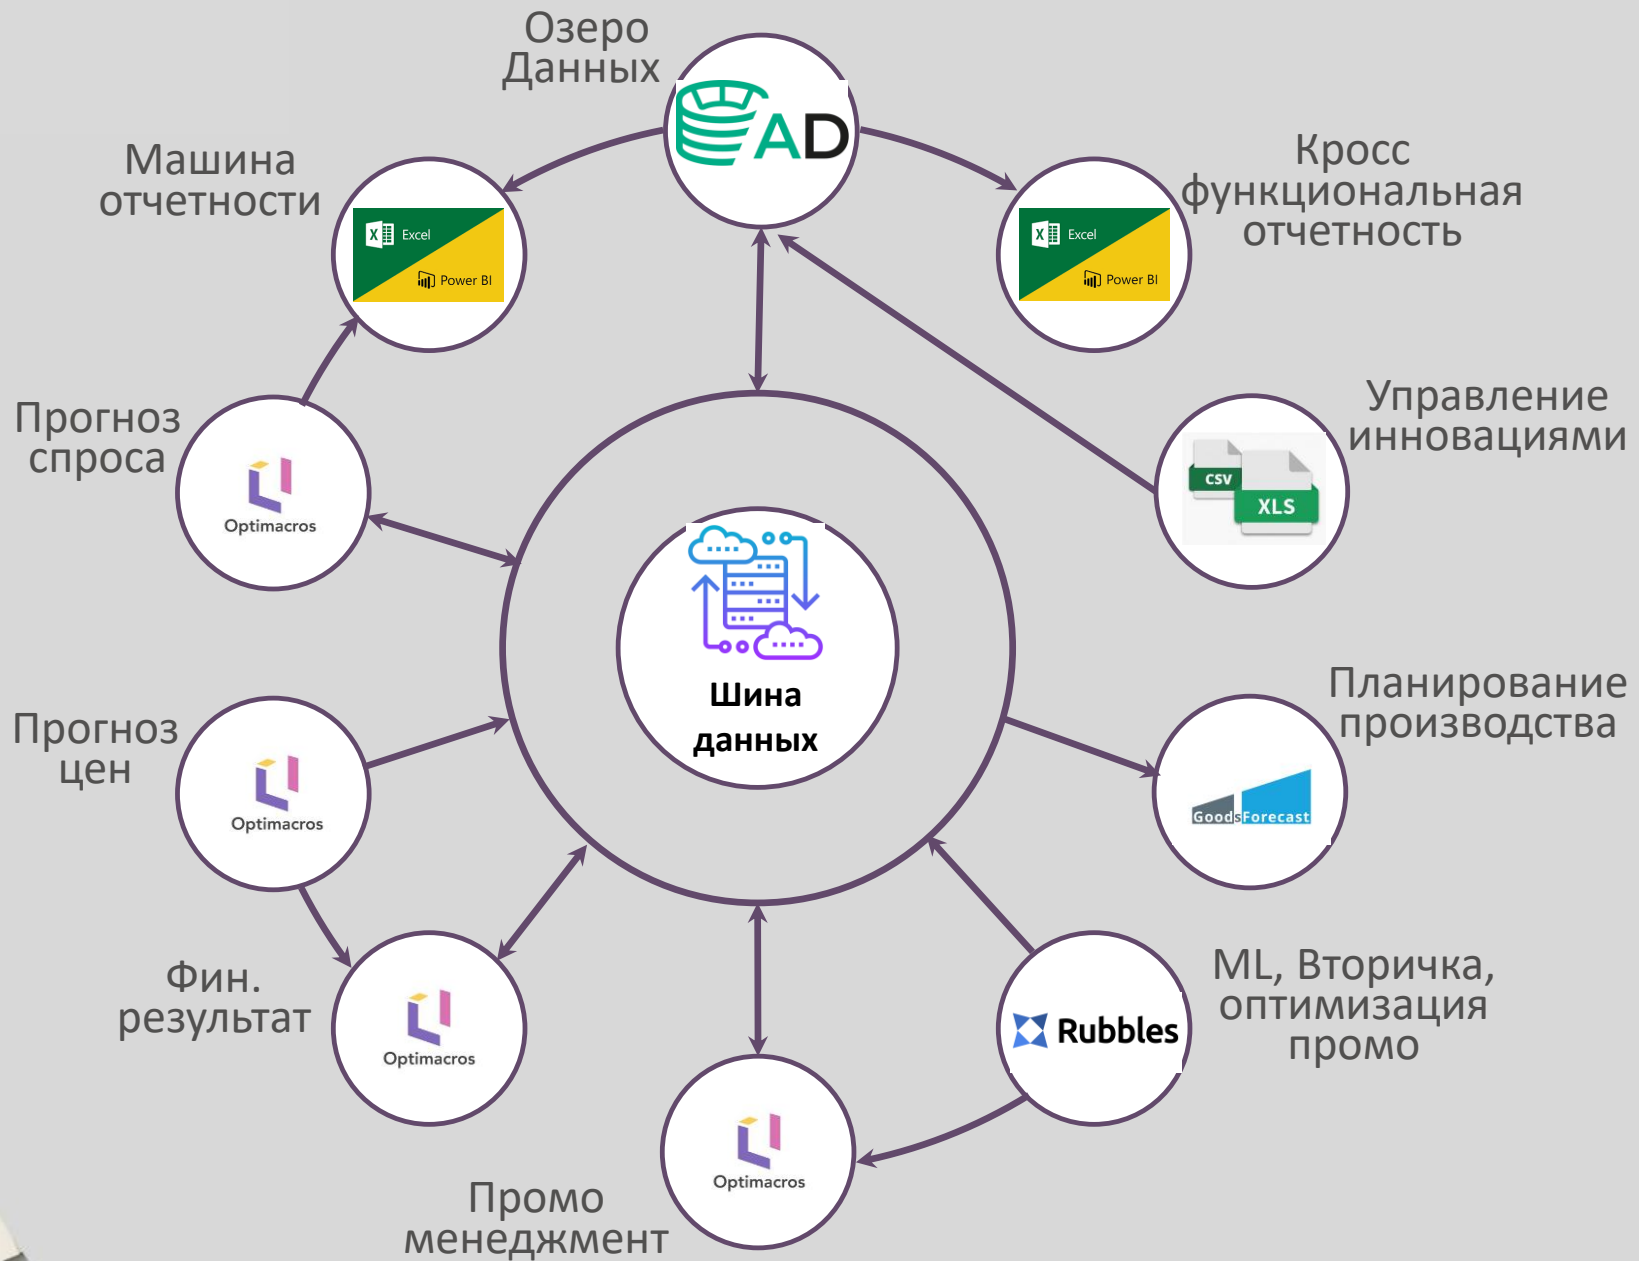 Озеро
Данных
AD
Машина
отчетности
Excel
Power BI
Кросс
функциональная
отчетность
Excel
Power BI
Прогноз
спроса
Optimacros
Управление
инновациями
CSV
XLS
Шина
данных
Прогноз
цен
Optimacros
Планирование
производства
GoodsForecast
Фин.
результат
Optimacros
ML, Вторичка,
оптимизация
промо
Rubbles
Промо
менеджмент
Optimacros